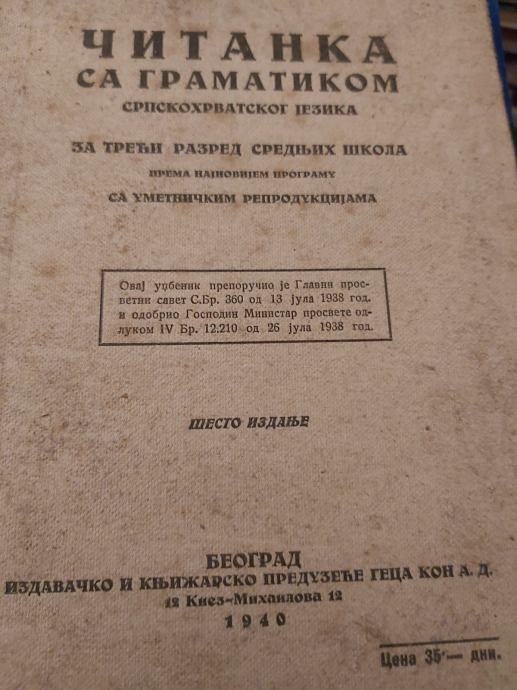 ЧИТАНКА
СА ГРАМАТИКОМ
СРПСКОХРВАТСКОГ ЈЕЗИКА
ЗА ТРЕЋИ РАЗРЕД СРЕДЊИХ ШКОЛА
ПРЕМА НАЈНОВИЈЕМ ПРОГРАМУ
СА УМЕТНИЧКИМ РЕПРОДУКЦИЈАМА
Овај уџбеник препоручио је Главни прос-
ветни савет С.Бр. 360 од 13 јула 1938 год.
и одобрио Господин Министар просвете од-
луком IV Бр. 12.210 од 26 јула 1938 год.
ШЕСТО ИЗДАЊЕ
БЕОГРАД
ИЗДАВАЧКО И КЊИЖАРСКО ПРЕДУЗЕЋЕ ГЕЦА КОН А. Д.
12 Кнез-Михаилова 12
1940
Цена 35·— дин.